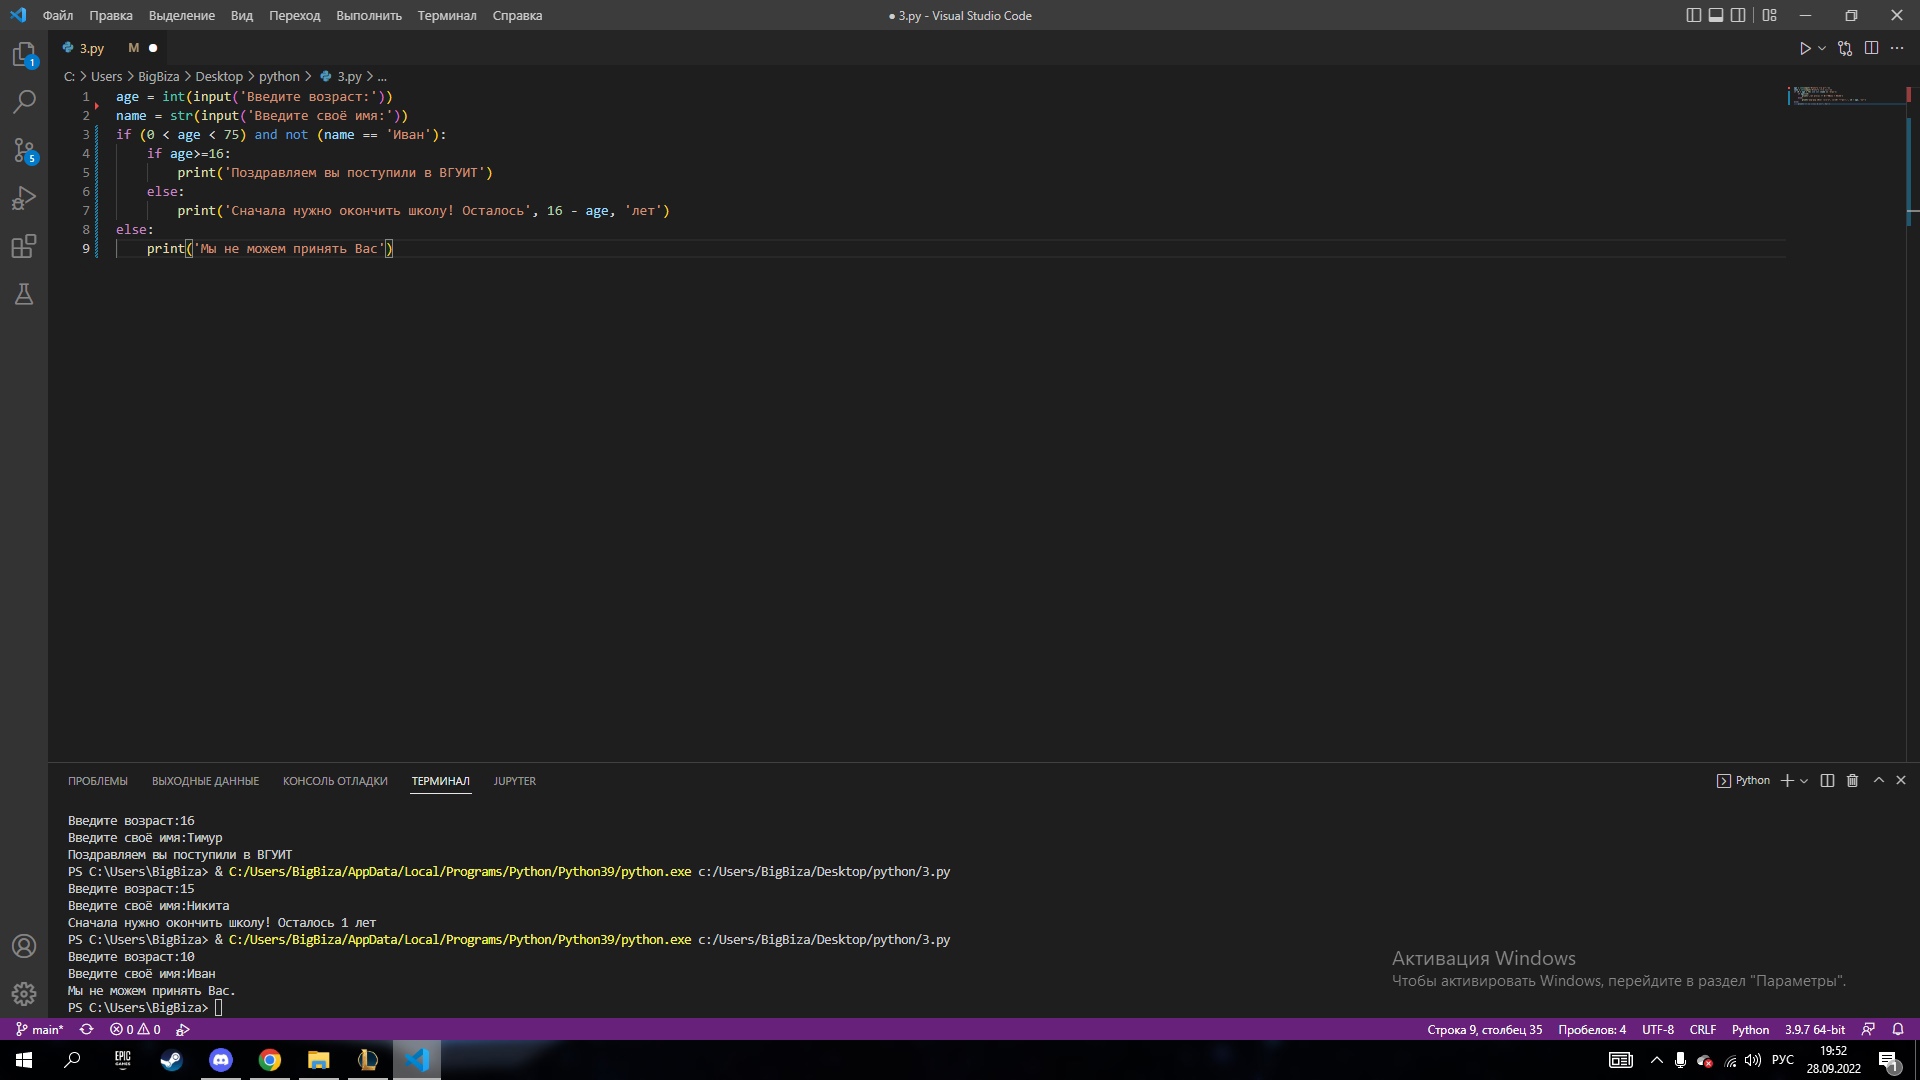 Файл Правка Выделение Вид Переход Выполнить Терминал Справка
● 3.py - Visual Studio Code
3.py M
1
C: > Users > BigBiza > Desktop > python > 3.py > ...
1 age = int(input('Введите возраст:'))
2 name = str(input('Введите своё имя:'))
3 if (0 < age < 75) and not (name == 'Иван'):
4 if age>=16:
5 print('Поздравляем вы поступили в ВГУИТ')
6 else:
7 print('Сначала нужно окончить школу! Осталось', 16 - age, 'лет')
8 else:
9 print('Мы не можем принять Вас')
5
ПРОБЛЕМЫ ВЫХОДНЫЕ ДАННЫЕ КОНСОЛЬ ОТЛАДКИ ТЕРМИНАЛ JUPYTER
Python
Введите возраст:16
Введите своё имя:Тимур
Поздравляем вы поступили в ВГУИТ
PS C:\Users\BigBiza> & C:/Users/BigBiza/AppData/Local/Programs/Python/Python39/python.exe c:/Users/BigBiza/Desktop/python/3.py
Введите возраст:15
Введите своё имя:Никита
Сначала нужно окончить школу! Осталось 1 лет
PS C:\Users\BigBiza> & C:/Users/BigBiza/AppData/Local/Programs/Python/Python39/python.exe c:/Users/BigBiza/Desktop/python/3.py
Введите возраст:10
Введите своё имя:Иван
Мы не можем принять Вас.
PS C:\Users\BigBiza>
Активация Windows
Чтобы активировать Windows, перейдите в раздел "Параметры".
main* 0 0 Строка 9, столбец 35 Пробелов: 4 UTF-8 CRLF Python 3.9.7 64-bit
EPIC GAMES
РУС
19:52
28.09.2022
1